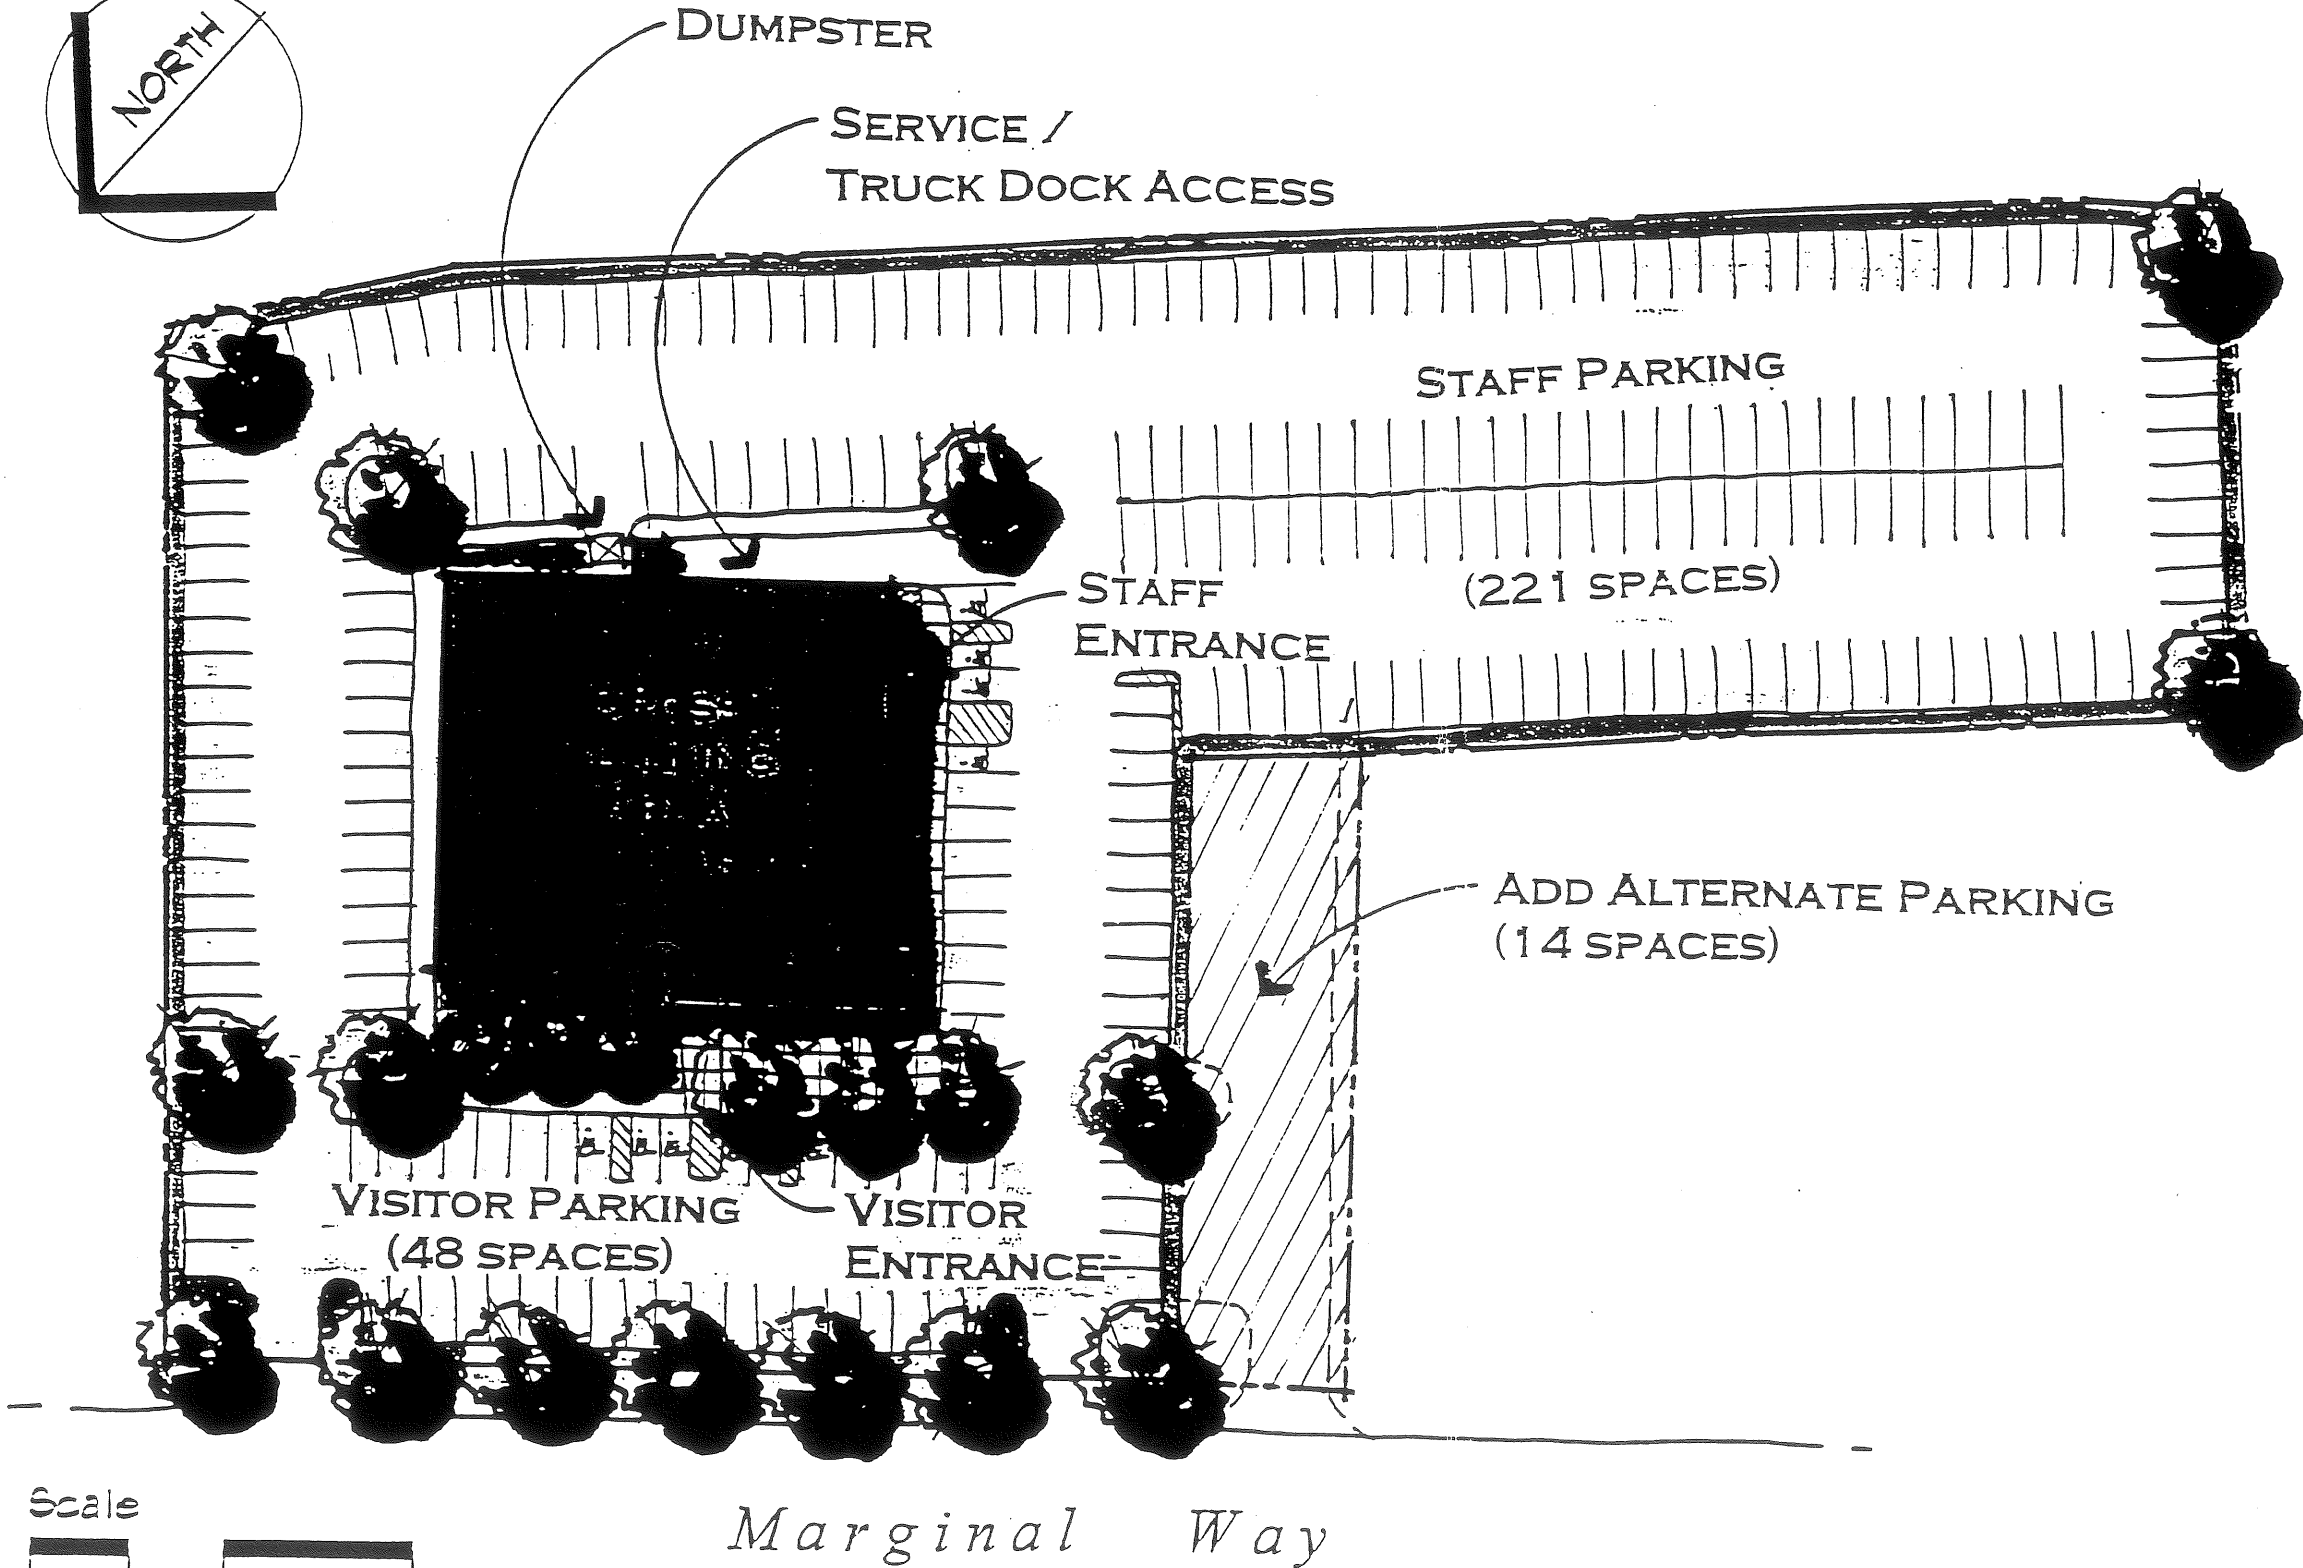 NORTH
DUMPSTER
SERVICE /
TRUCK DOCK ACCESS
STAFF PARKING
(221 SPACES)
STAFF
ENTRANCE
ADD ALTERNATE PARKING
(14 SPACES)
VISITOR PARKING
(48 SPACES)
VISITOR
ENTRANCE
Scale
Marginal Way